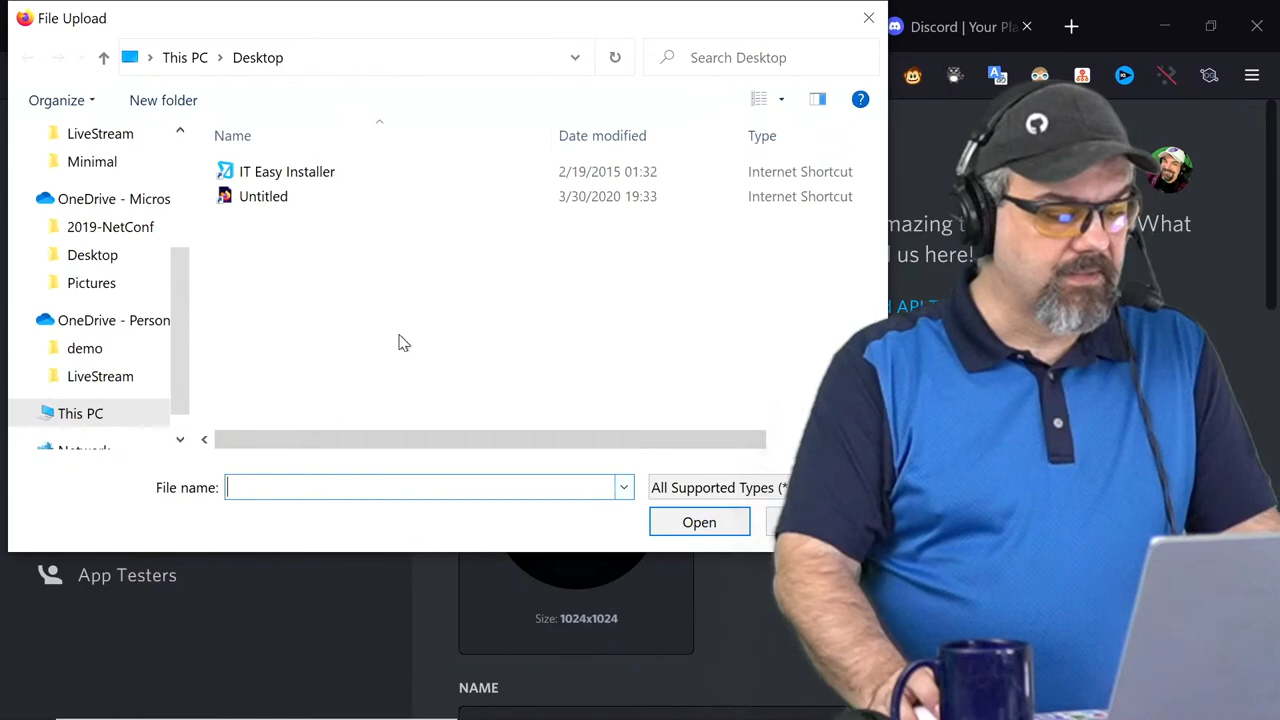 File Upload
Discord | Your Pla
This PC
Desktop
Search Desktop
Organize
New folder
LiveStream
Minimal
OneDrive - Micros
2019-NetConf
Desktop
Pictures
OneDrive - Person
demo
LiveStream
This PC
Name
Date modified
Type
IT Easy Installer
2/19/2015 01:32
Internet Shortcut
Untitled
3/30/2020 19:33
Internet Shortcut
mazing t
What
us here!
File name:
All Supported Types (*
Open
App Testers
Size: 1024x1024
NAME